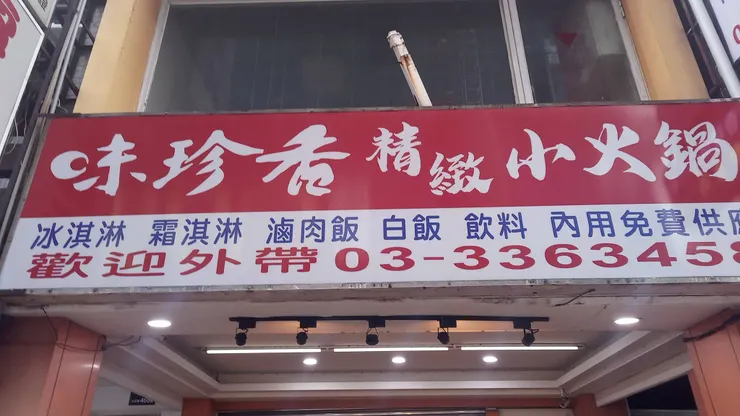 味珍香 精緻小火鍋
冰淇淋 霜淇淋 滷肉飯 白飯 飲料 內用免費供應
歡迎外帶 03-3363458